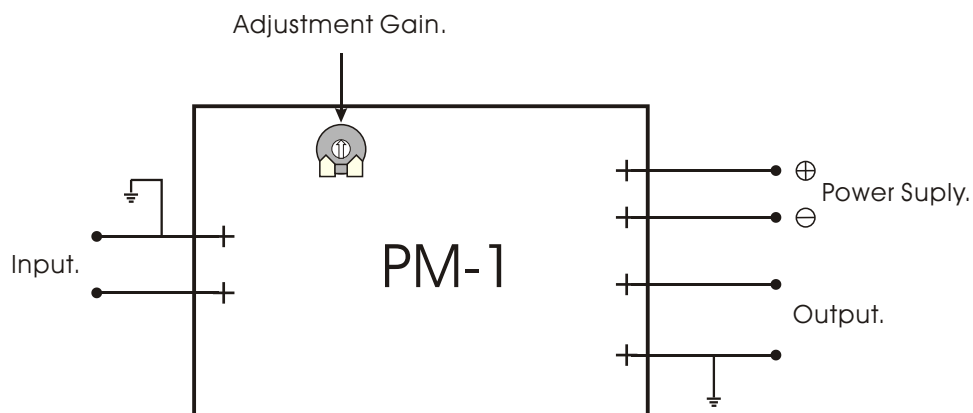 Adjustment Gain.
Power Suply.
Input.
PM-1
Output.